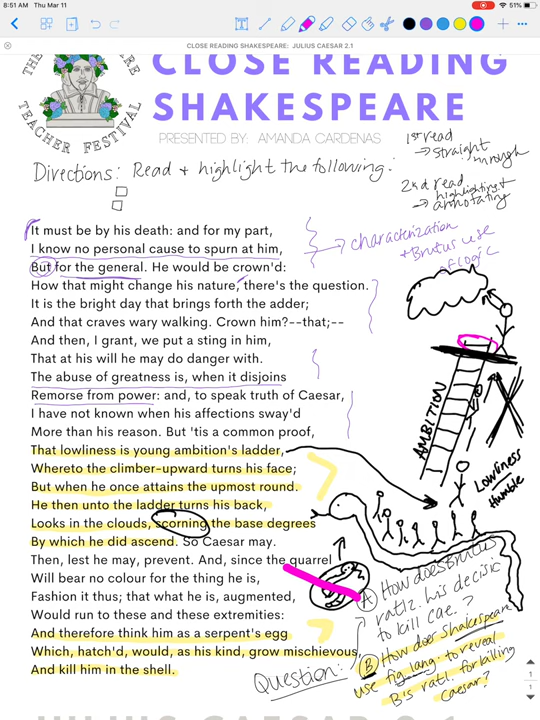 8:51 AM Thu Mar 11
51%
CLOSE READING SHAKESPEARE: JULIUS CAESAR 2.1
CLOSE READING
SHAKESPEARE
TEACHER FESTIVAL
PRESENTED BY: AMANDA CARDENAS
1st read
→ straight
through
Directions: Read + highlight the following:
2nd read
→ highlighting +
annotating
It must be by his death: and for my part,
I know no personal cause to spurn at him,
But for the general. He would be crown'd:
How that might change his nature, there's the question.
It is the bright day that brings forth the adder;
And that craves wary walking. Crown him?--that;--
And then, I grant, we put a sting in him,
That at his will he may do danger with.
The abuse of greatness is, when it disjoins
Remorse from power: and, to speak truth of Caesar,
I have not known when his affections sway'd
More than his reason. But 'tis a common proof,
That lowliness is young ambition's ladder,
Whereto the climber-upward turns his face;
But when he once attains the upmost round.
He then unto the ladder turns his back,
Looks in the clouds, scorning the base degrees
By which he did ascend. So Caesar may.
Then, lest he may, prevent. And, since the quarrel
Will bear no colour for the thing he is,
Fashion it thus; that what he is, augmented,
Would run to these and these extremities:
And therefore think him as a serpent's egg
Which, hatch'd, would, as his kind, grow mischievous,
And kill him in the shell.
→ characterization
+ Brutus use
of logic
AMBITION
Lowliness
Humble
Question:
A How does Brutus
ratlz. his decisic
to kill Cae.?
B How does Shakespeare
use fig lang. to reveal
B's ratl. for killing
Caesar?
1
1
JULIUS CAESAR 2.1